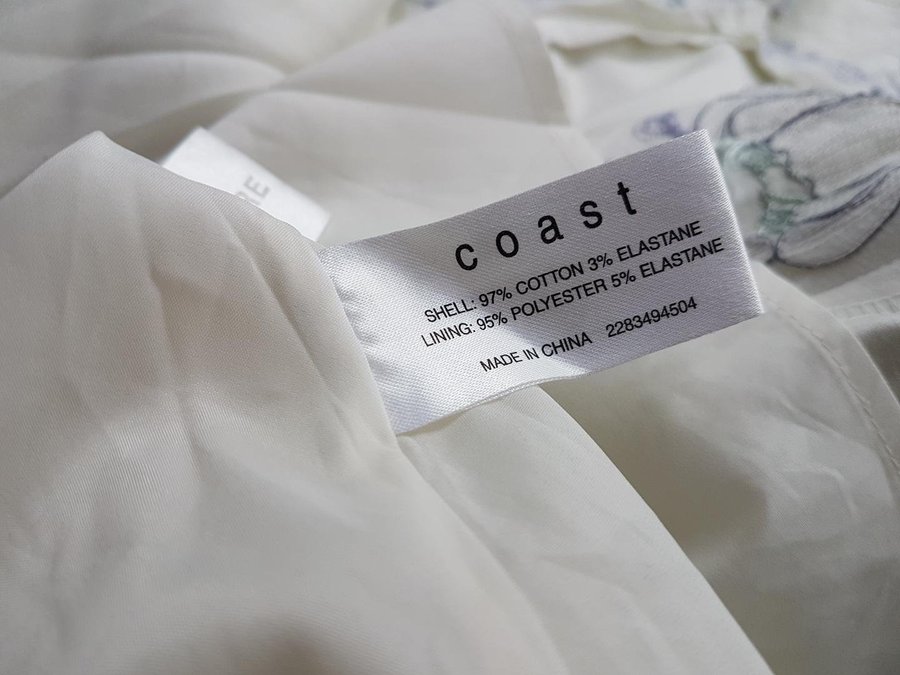 coast
SHELL: 97% COTTON 3% ELASTANE
LINING: 95% POLYESTER 5% ELASTANE
MADE IN CHINA 2283494504